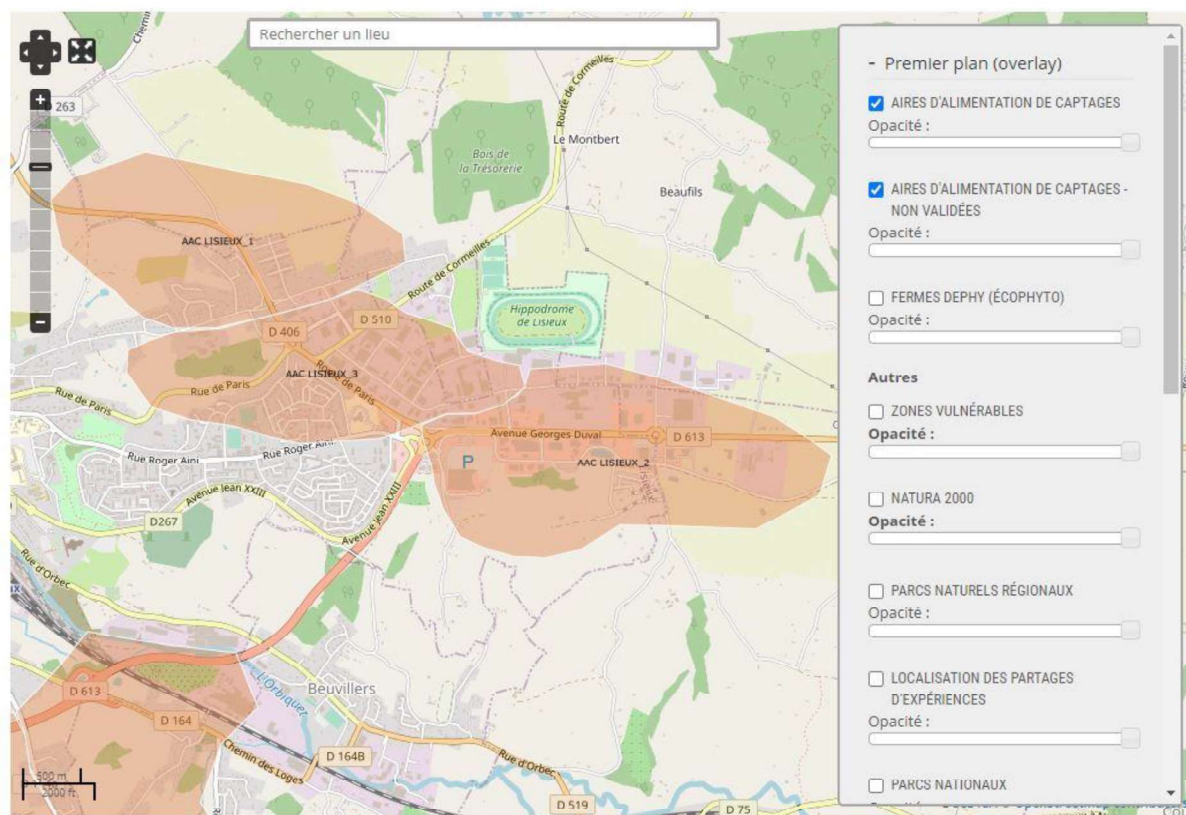 Rechercher un lieu
Chemin
D 263
Route de Cormeilles
Le Montbert
Bois de
la Trésorerie
Beaufils
AAC LISIEUX_1
Route de Cormeilles
Hippodrome
de Lisieux
D 510
D 406
AAC LISIEUX_3
Route de Paris
Rue de Paris
Rue de Paris
Avenue Georges Duval
D 613
Rue Roger Aini
Rue Roger Aini
P
AAC LISIEUX_2
Lisieux
Avenue Jean XXIII
D267
Avenue Jean XXIII
Rue d'Orbec
L'Orbiquet
Beuvillers
D 613
D 164
D 164B
Chemin des Loges
Rue d'Orbec
500 m
2000 ft
D 519
D 75
- Premier plan (overlay)
AIRES D'ALIMENTATION DE CAPTAGES
Opacité :
AIRES D'ALIMENTATION DE CAPTAGES -
NON VALIDÉES
Opacité :
FERMES DEPHY (ÉCOPHYTO)
Opacité :
Autres
ZONES VULNÉRABLES
Opacité :
NATURA 2000
Opacité :
PARCS NATURELS RÉGIONAUX
Opacité :
LOCALISATION DES PARTAGES
D'EXPÉRIENCES
Opacité :
PARCS NATIONAUX